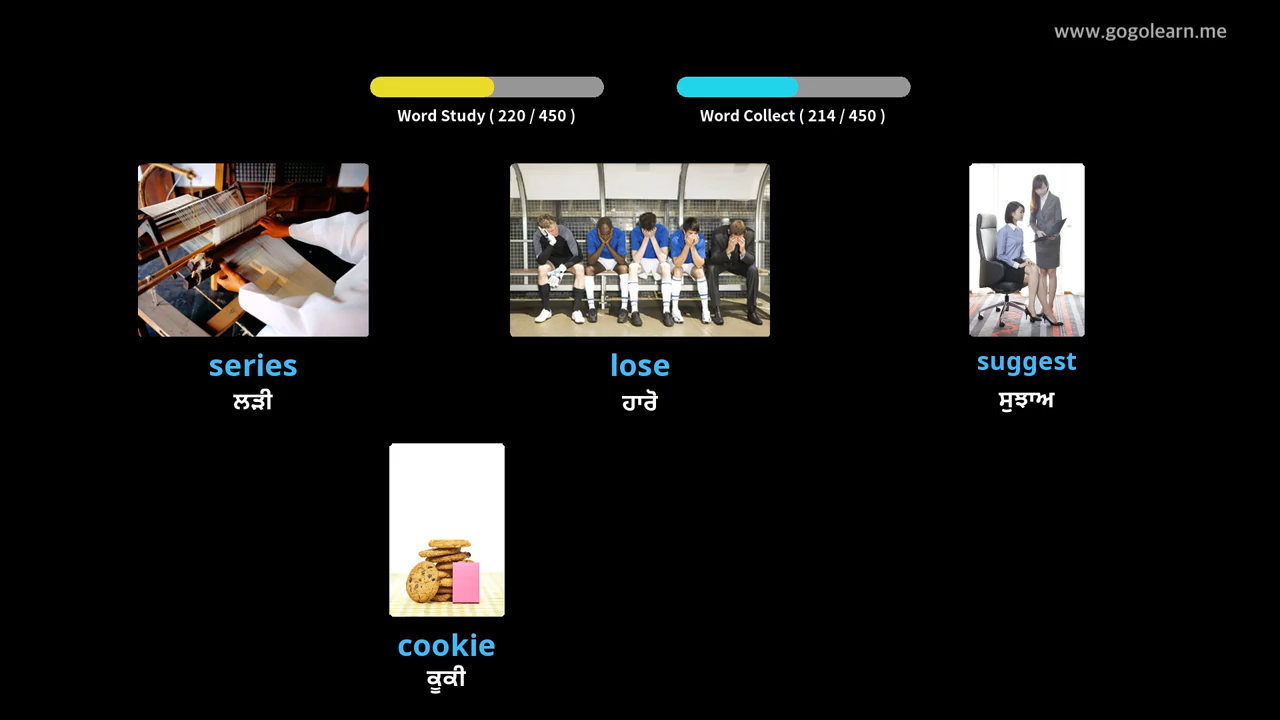 www.gogolearn.me
Word Study ( 220 / 450 )
Word Collect ( 214 / 450 )
series
ਲੜੀ
lose
ਹਾਰੋ
suggest
ਸੁਝਾਅ
cookie
ਕੂਕੀ